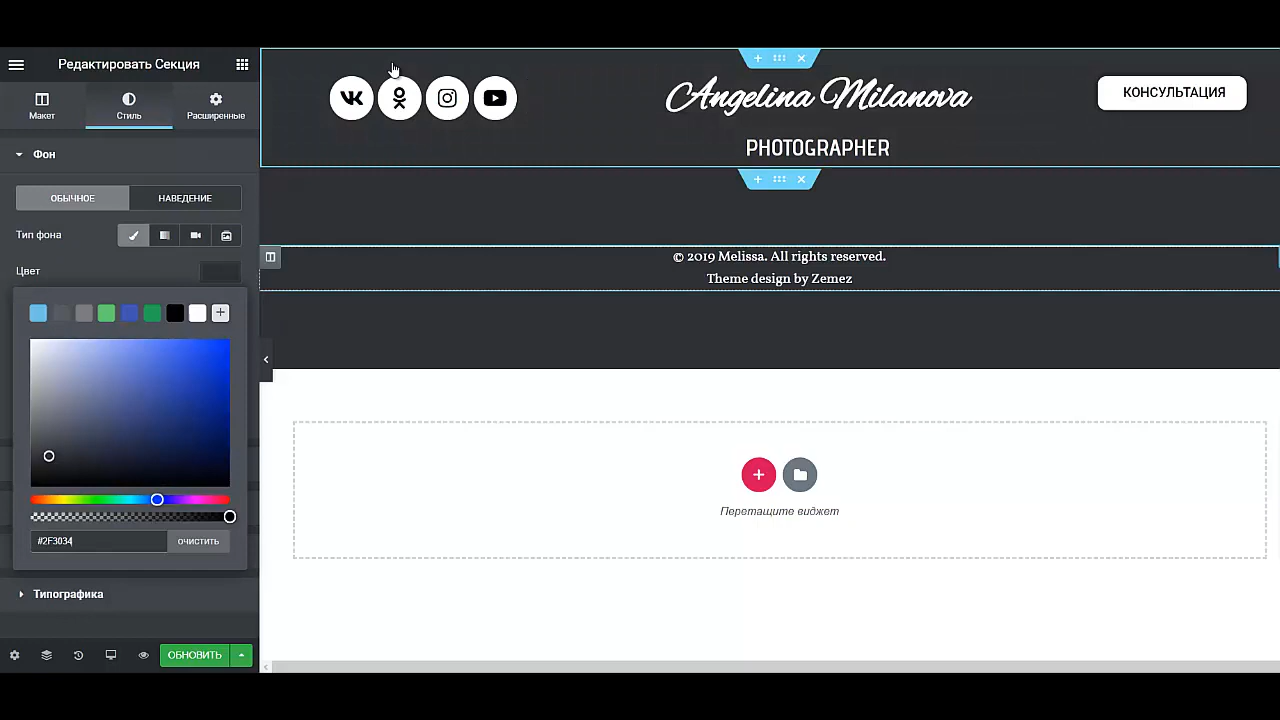 Редактировать Секция
Макет
Стиль
Расширенные
Фон
ОБЫЧНОЕ
НАВЕДЕНИЕ
Тип фона
Цвет
#2F3034
ОЧИСТИТЬ
Типографика
ОБНОВИТЬ
Angelina Milanova
PHOTOGRAPHER
КОНСУЛЬТАЦИЯ
© 2019 Melissa. All rights reserved.
Theme design by Zemez
Перетащите виджет